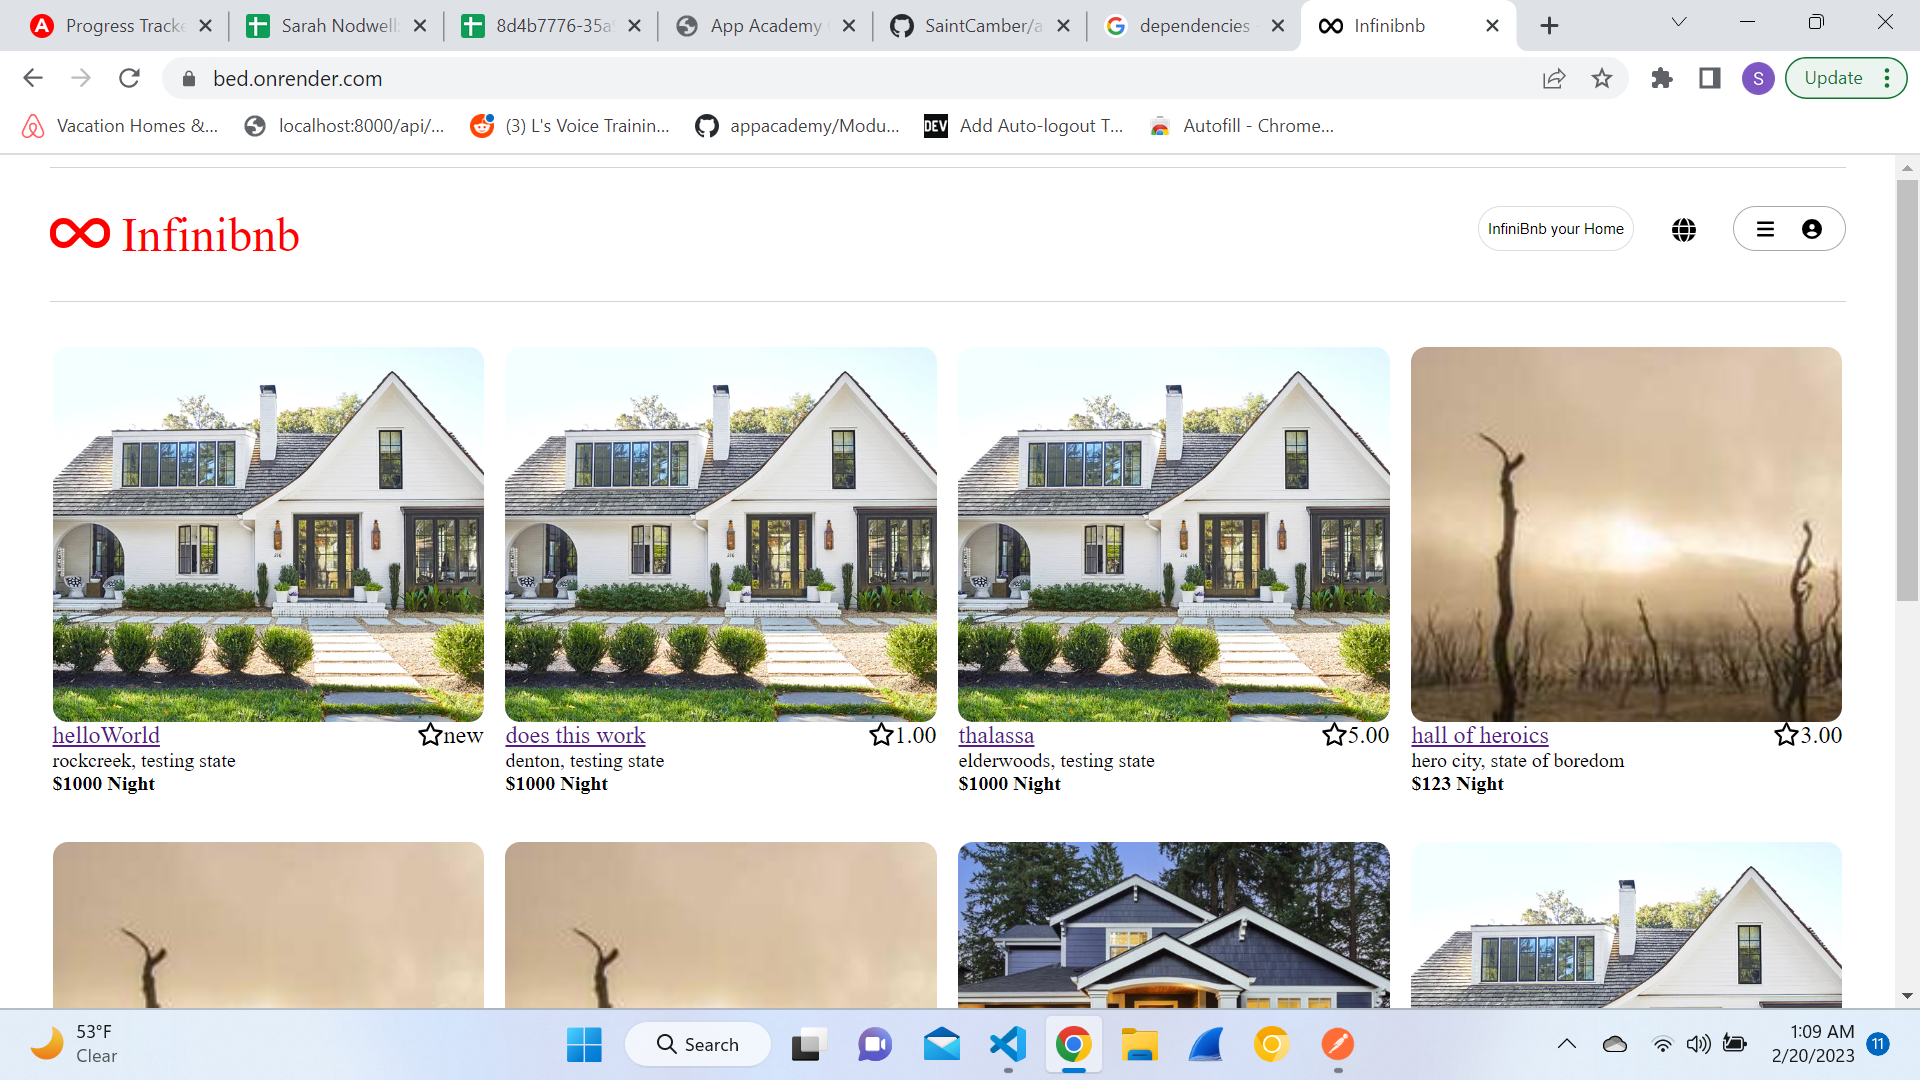 Progress Tracke
Sarah Nodwell:
8d4b7776-35a
App Academy
SaintCamber/a
dependencies
Infinibnb
bed.onrender.com
S
Update
Vacation Homes &...
localhost:8000/api/...
(3) L's Voice Trainin...
appacademy/Modu...
DEV
Add Auto-logout T...
Autofill - Chrome...
Infinibnb
InfiniBnb your Home
helloWorld
new
rockcreek, testing state
$1000 Night
does this work
1.00
denton, testing state
$1000 Night
thalassa
5.00
elderwoods, testing state
$1000 Night
hall of heroics
3.00
hero city, state of boredom
$123 Night
53°F
Clear
Search
1:09 AM
2/20/2023
11